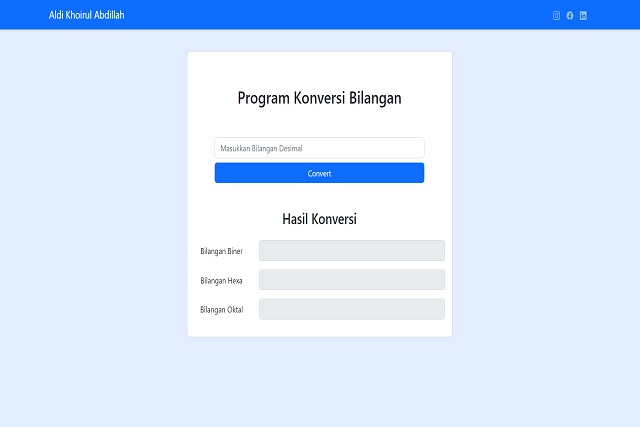 Aldi Khoirul Abdillah
Program Konversi Bilangan
Masukkan Bilangan Desimal
Convert
Hasil Konversi
Bilangan Biner
Bilangan Hexa
Bilangan Oktal